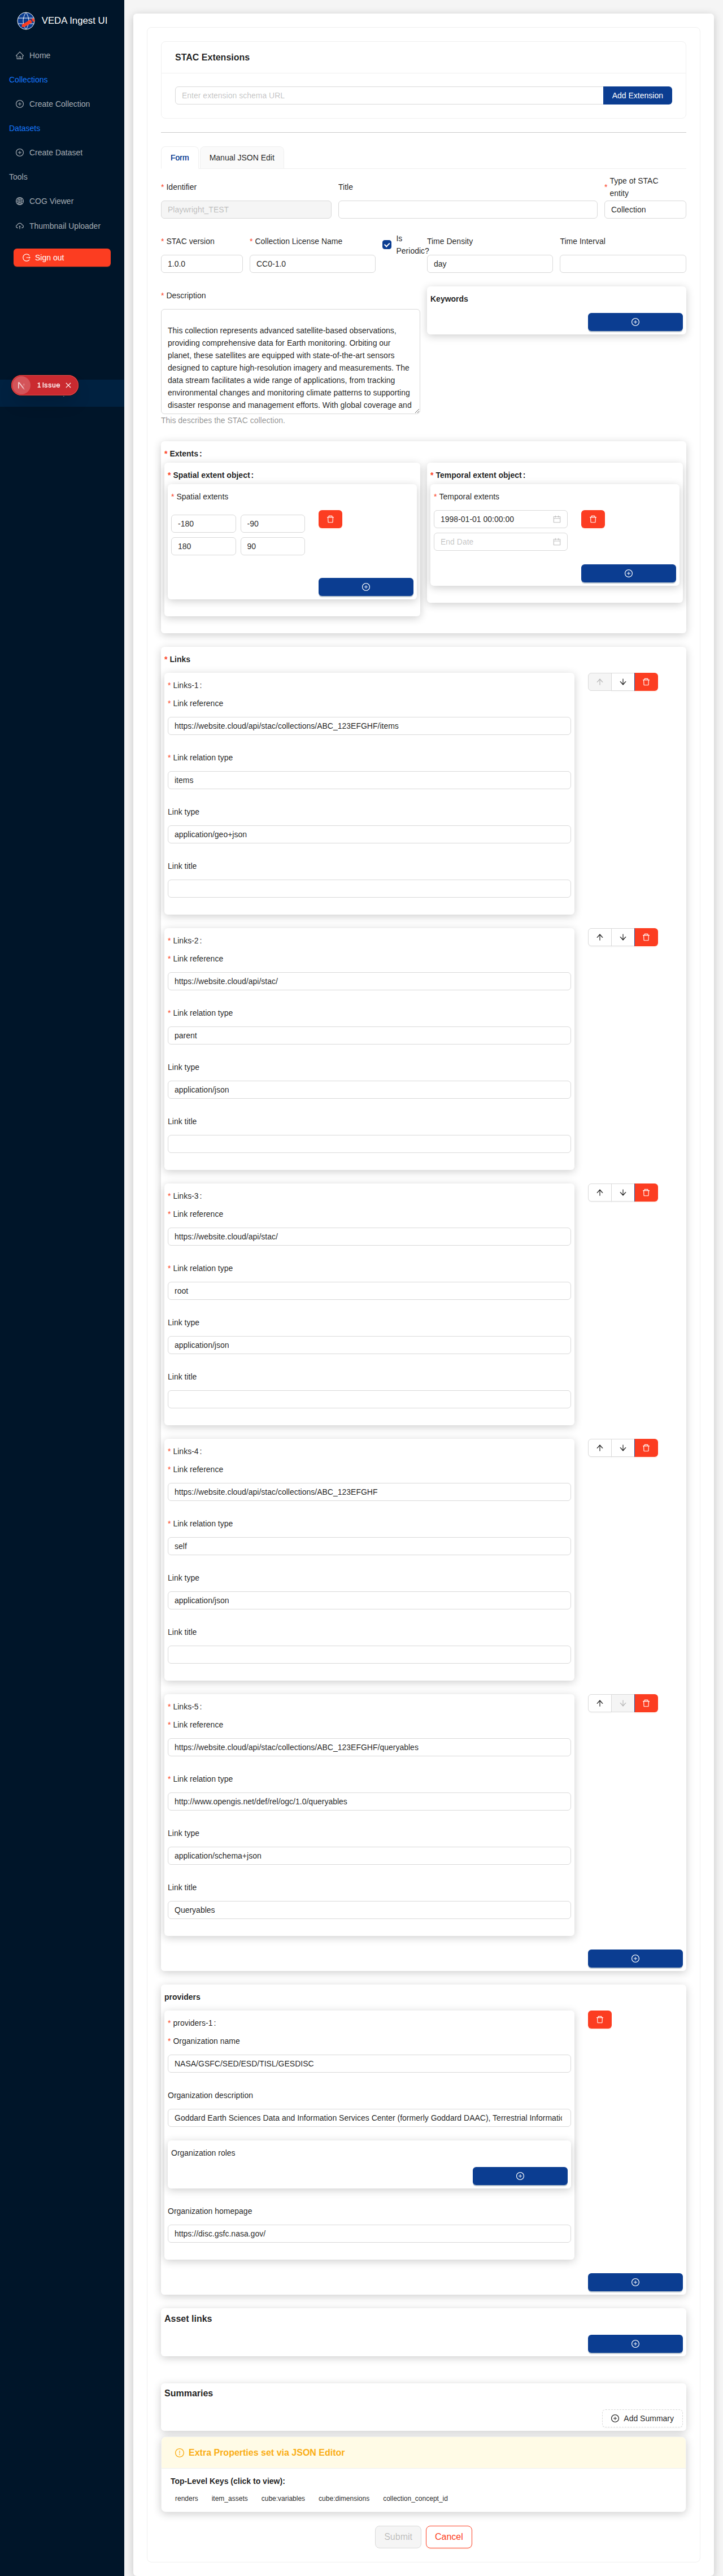 VEDA Ingest UI
Home
Collections
Create Collection
Datasets
Create Dataset
Tools
COG Viewer
Thumbnail Uploader
Sign out
1 Issue
STAC Extensions
Enter extension schema URL
Add Extension
Form
Manual JSON Edit
* Identifier
Title
* Type of STAC
entity
Playwright_TEST
Collection
* STAC version
* Collection License Name
Is
Periodic?
Time Density
Time Interval
1.0.0
CC0-1.0
day
* Description
This collection represents advanced satellite-based observations,
providing comprehensive data for Earth monitoring. Orbiting our
planet, these satellites are equipped with state-of-the-art sensors
designed to capture high-resolution imagery and measurements. The
data stream facilitates a wide range of applications, from tracking
environmental changes and monitoring climate patterns to supporting
disaster response and management efforts. With global coverage and
This describes the STAC collection.
Keywords
* Extents:
* Spatial extent object:
* Spatial extents
-180
-90
180
90
* Temporal extent object:
* Temporal extents
1998-01-01 00:00:00
End Date
* Links
* Links-1:
* Link reference
https://website.cloud/api/stac/collections/ABC_123EFGHF/items
* Link relation type
items
Link type
application/geo+json
Link title
* Links-2:
* Link reference
https://website.cloud/api/stac/
* Link relation type
parent
Link type
application/json
Link title
* Links-3:
* Link reference
https://website.cloud/api/stac/
* Link relation type
root
Link type
application/json
Link title
* Links-4:
* Link reference
https://website.cloud/api/stac/collections/ABC_123EFGHF
* Link relation type
self
Link type
application/json
Link title
* Links-5:
* Link reference
https://website.cloud/api/stac/collections/ABC_123EFGHF/queryables
* Link relation type
http://www.opengis.net/def/rel/ogc/1.0/queryables
Link type
application/schema+json
Link title
Queryables
providers
* providers-1:
* Organization name
NASA/GSFC/SED/ESD/TISL/GESDISC
Organization description
Goddard Earth Sciences Data and Information Services Center (formerly Goddard DAAC), Terrestrial Informatic
Organization roles
Organization homepage
https://disc.gsfc.nasa.gov/
Asset links
Summaries
Add Summary
Extra Properties set via JSON Editor
Top-Level Keys (click to view):
renders
item_assets
cube:variables
cube:dimensions
collection_concept_id
Submit
Cancel